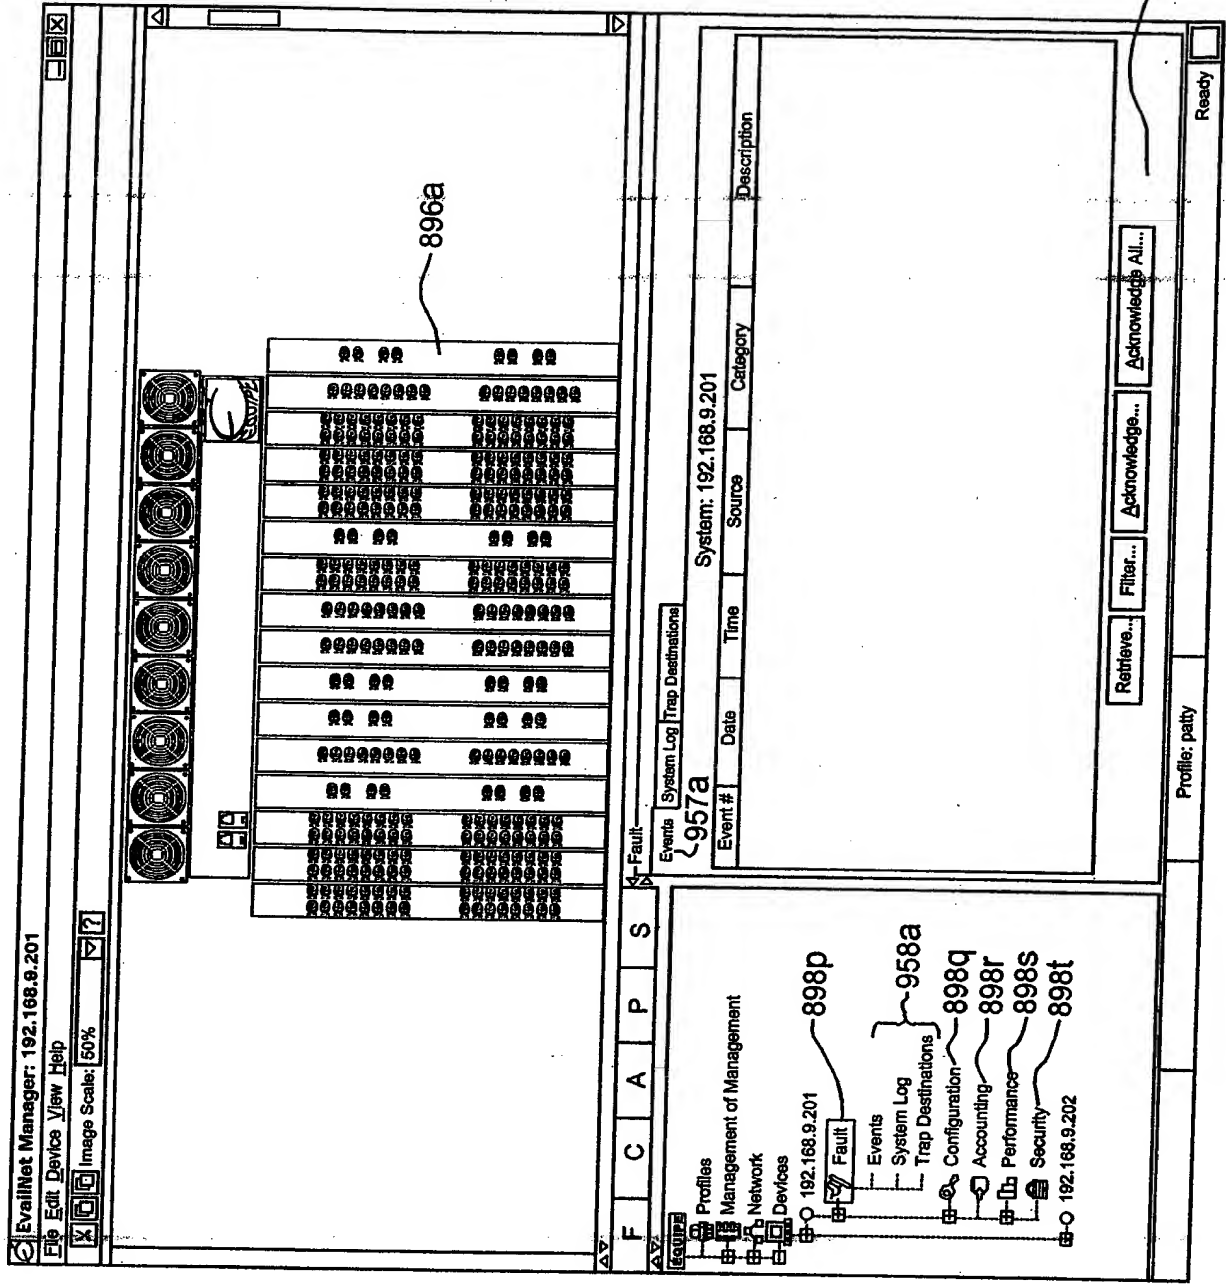 EvailNet Manager: 192.168.9.201
File Edit Device View Help
Image Scale: 50% ?
896a
F C A P S
EQUIPE
Profiles
Management of Management
Network
Devices
192.168.9.201
Fault
898p
Events
System Log
Trap Destinations
958a
Configuration
898q
Accounting
898r
Performance
898s
Security
898t
192.168.9.202
Fault
Events System Log Trap Destinations
957a
System: 192.168.9.201
Event # Date Time Source Category Description
Retrieve... Filter... Acknowledge... Acknowledge All...
Profile: patty
Ready